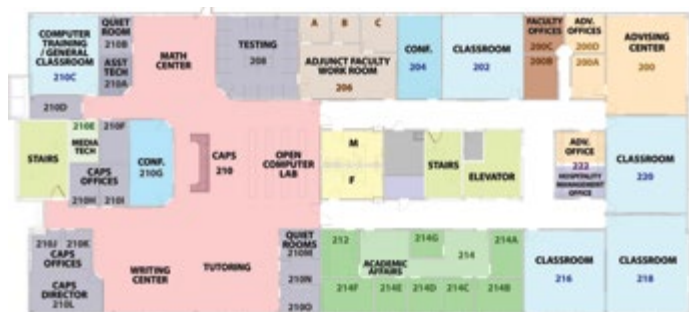 COMPUTER
TRAINING /
GENERAL
CLASSROOM
210C
QUIET
ROOM
210B
ASST
TECH
210A
MATH
CENTER
TESTING
208
A B C
ADJUNCT FACULTY
WORK ROOM
206
CONF.
204
CLASSROOM
202
FACULTY
OFFICES
200C
200B
ADV.
OFFICES
200D
200A
ADVISING
CENTER
200
210D
210E
MEDIA
TECH
210F
STAIRS
CAPS
OFFICES
210H 210I
CONF.
210G
CAPS
210
OPEN
COMPUTER
LAB
M
F
STAIRS
ELEVATOR
ADV.
OFFICE
222
HOSPITALITY
MANAGEMENT
OFFICE
CLASSROOM
220
210J 210K
CAPS
OFFICES
CAPS
DIRECTOR
210L
WRITING
CENTER
TUTORING
QUIET
ROOMS
210M
210N
210O
212
ACADEMIC
AFFAIRS
214G
214
214A
214F 214E 214D 214C 214B
CLASSROOM
216
CLASSROOM
218